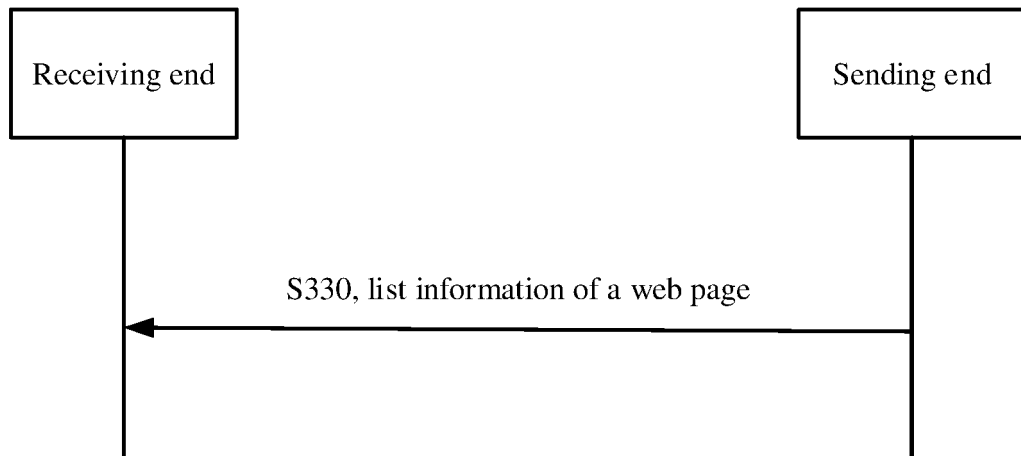 Receiving end
Sending end
S330, list information of a web page